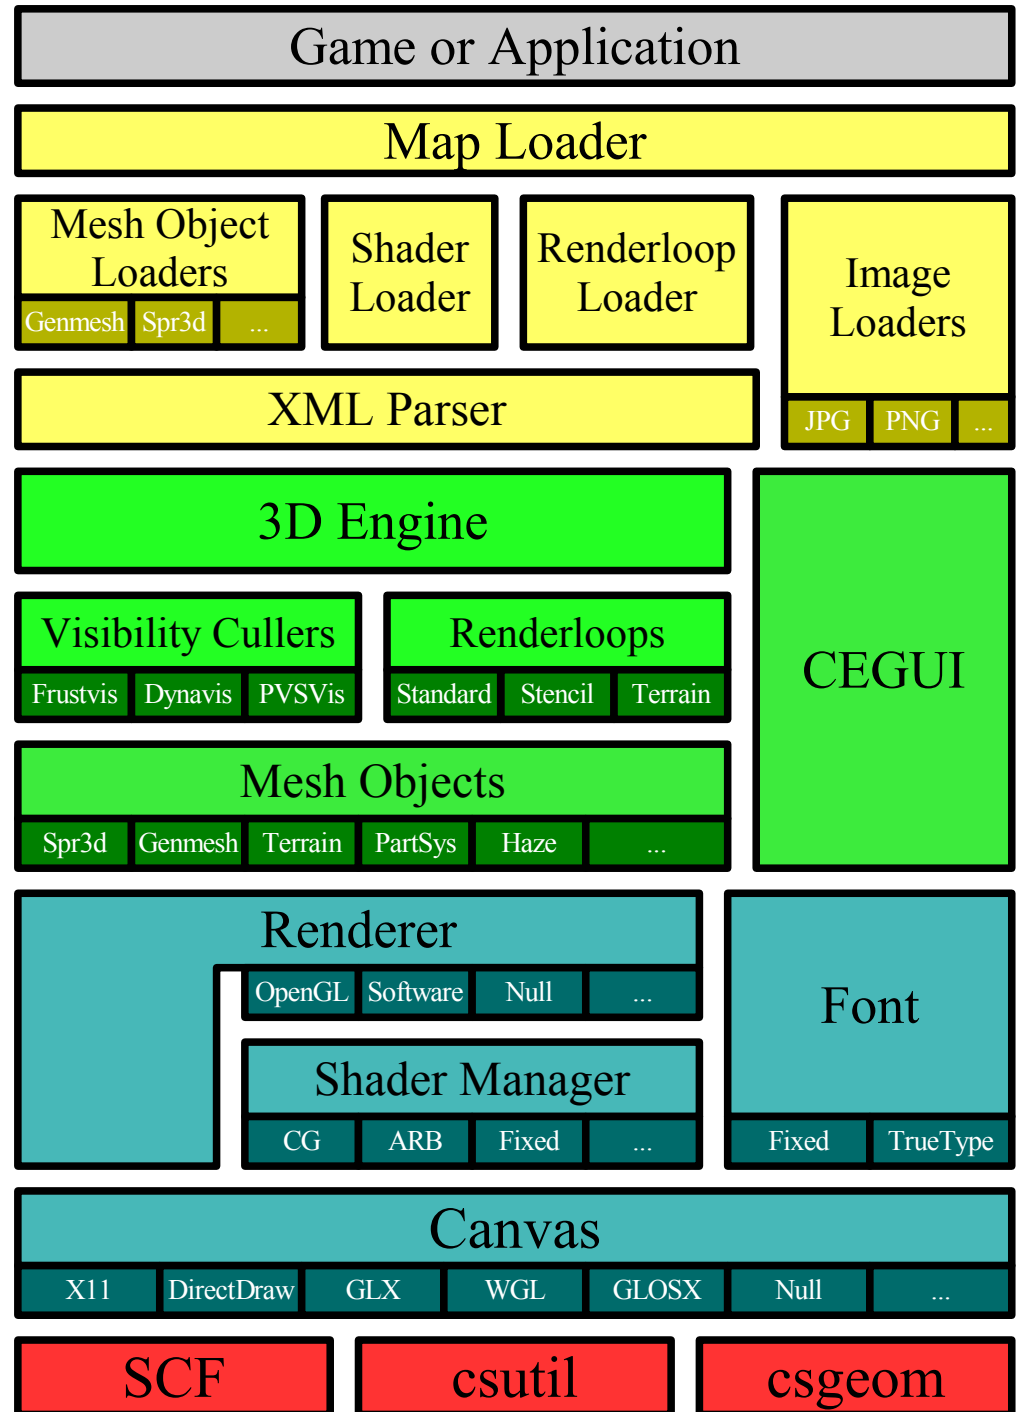 Game or Application
Map Loader
Mesh Object
Loaders
Genmesh Spr3d ...
Shader
Loader
Renderloop
Loader
Image
Loaders
JPG PNG ...
XML Parser
3D Engine
CEGUI
Visibility Cullers
Frustvis Dynavis PVSVis
Renderloops
Standard Stencil Terrain
Mesh Objects
Spr3d Genmesh Terrain PartSys Haze ...
Renderer
OpenGL Software Null ...
Shader Manager
CG ARB Fixed ...
Font
Fixed TrueType
Canvas
X11 DirectDraw GLX WGL GLOSX Null ...
SCF
csutil
csgeom